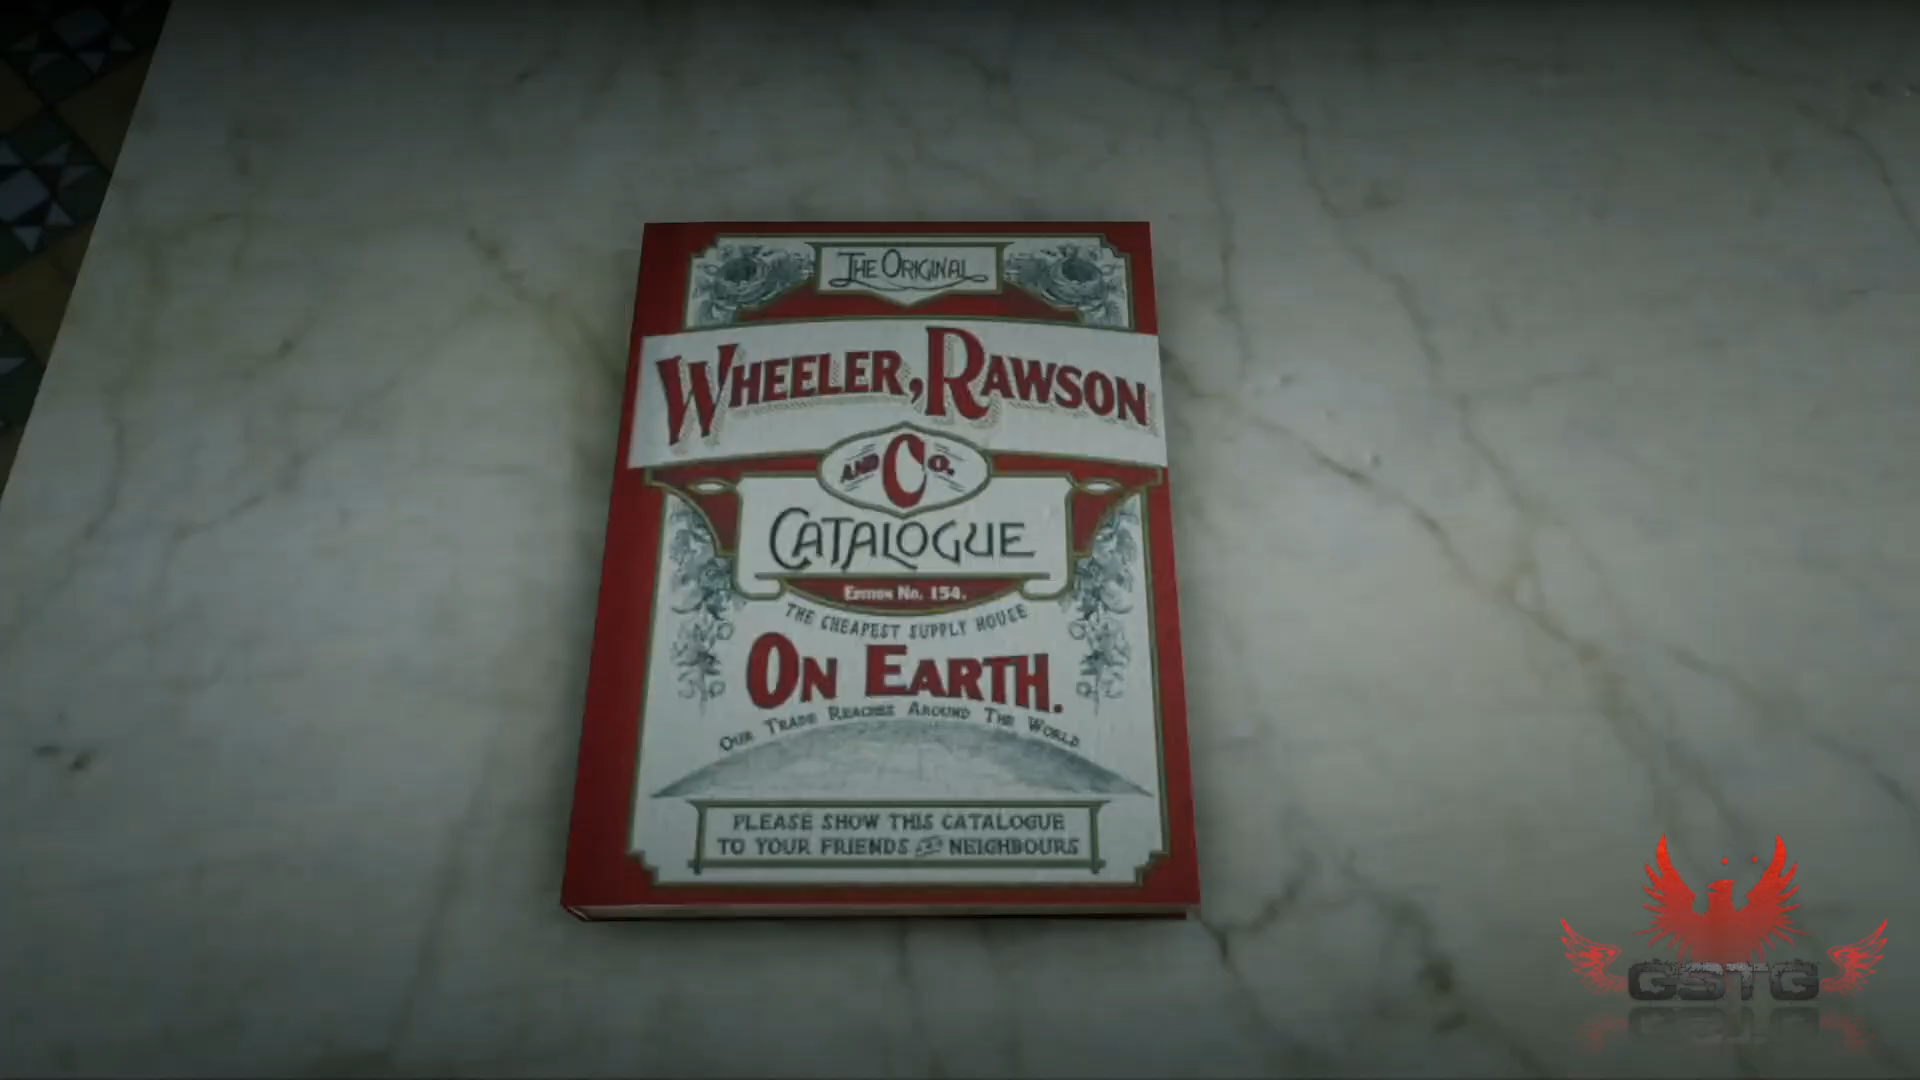 The Original
Wheeler, Rawson
and Co.
Catalogue
Edition No. 154.
The Cheapest Supply House
On Earth.
Our Trade Reaches Around The World
PLEASE SHOW THIS CATALOGUE
TO YOUR FRIENDS and NEIGHBOURS
GSTG